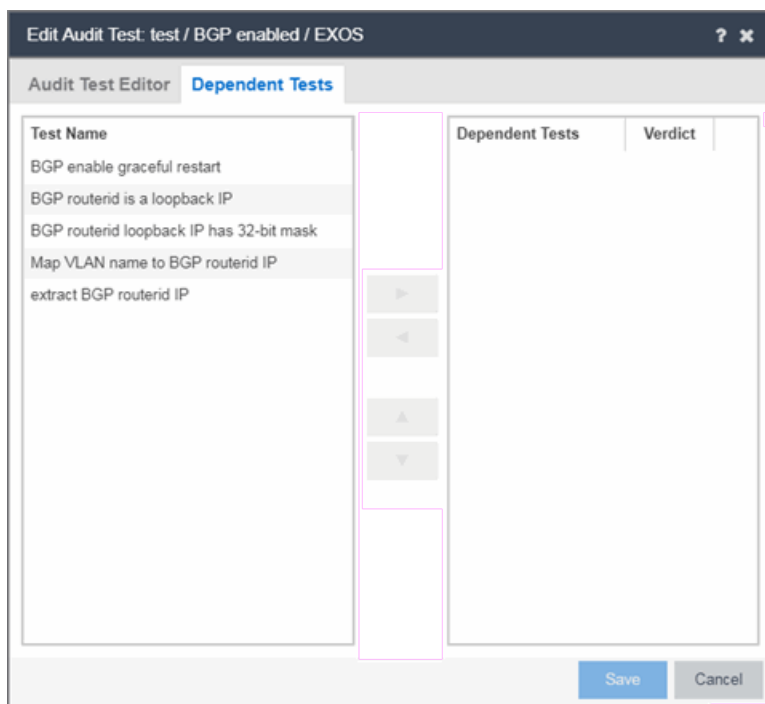 Edit Audit Test: test / BGP enabled / EXOS ? ✖
Audit Test Editor Dependent Tests
Test Name
BGP enable graceful restart
BGP routerid is a loopback IP
BGP routerid loopback IP has 32-bit mask
Map VLAN name to BGP routerid IP
extract BGP routerid IP
Dependent Tests Verdict
Save Cancel